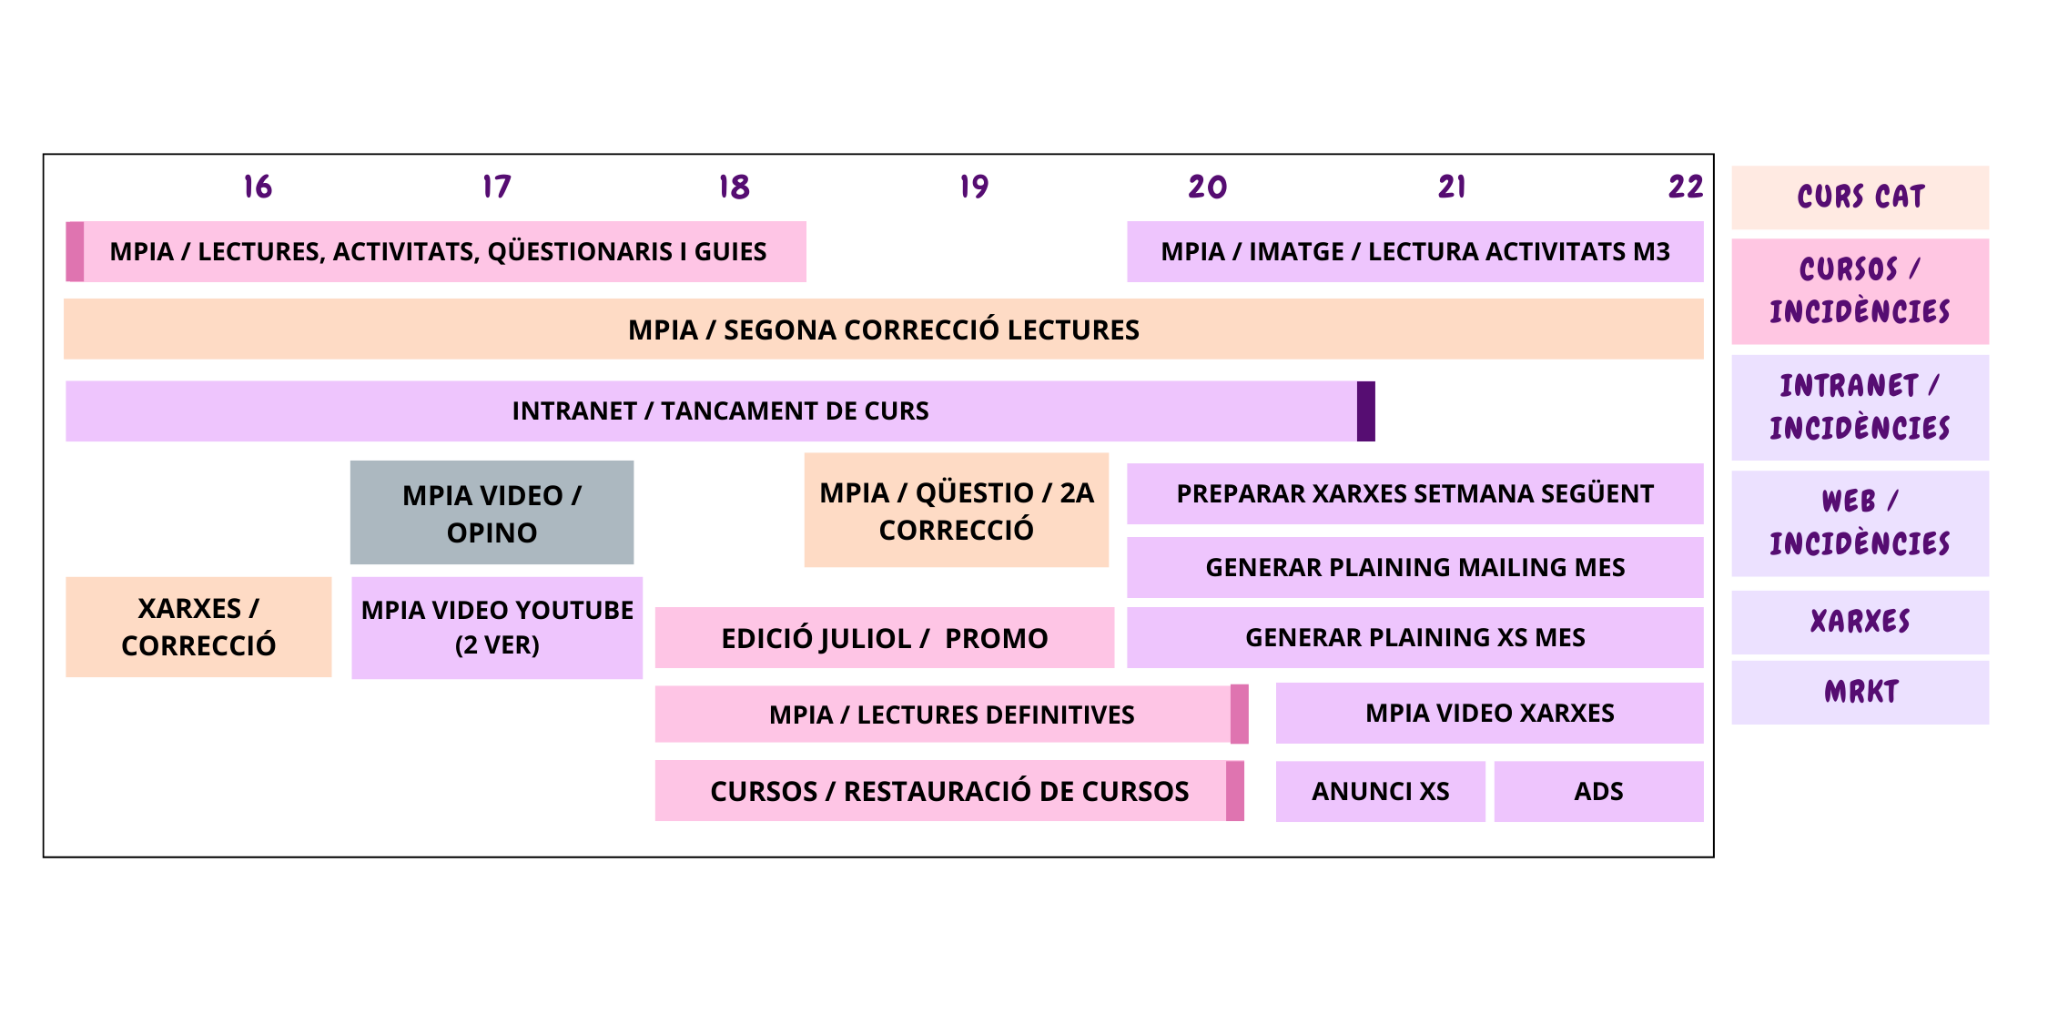 16 17 18 19 20 21 22
MPIA / LECTURES, ACTIVITATS, QÜESTIONARIS I GUIES
MPIA / IMATGE / LECTURA ACTIVITATS M3
MPIA / SEGONA CORRECCIÓ LECTURES
INTRANET / TANCAMENT DE CURS
MPIA VIDEO /
OPINO
MPIA / QÜESTIO / 2A
CORRECCIÓ
PREPARAR XARXES SETMANA SEGÜENT
GENERAR PLAINING MAILING MES
XARXES /
CORRECCIÓ
MPIA VIDEO YOUTUBE
(2 VER)
EDICIÓ JULIOL / PROMO
GENERAR PLAINING XS MES
MPIA / LECTURES DEFINITIVES
MPIA VIDEO XARXES
CURSOS / RESTAURACIÓ DE CURSOS
ANUNCI XS
ADS
CURS CAT
CURSOS /
INCIDÈNCIES
INTRANET /
INCIDÈNCIES
WEB /
INCIDÈNCIES
XARXES
MRKT